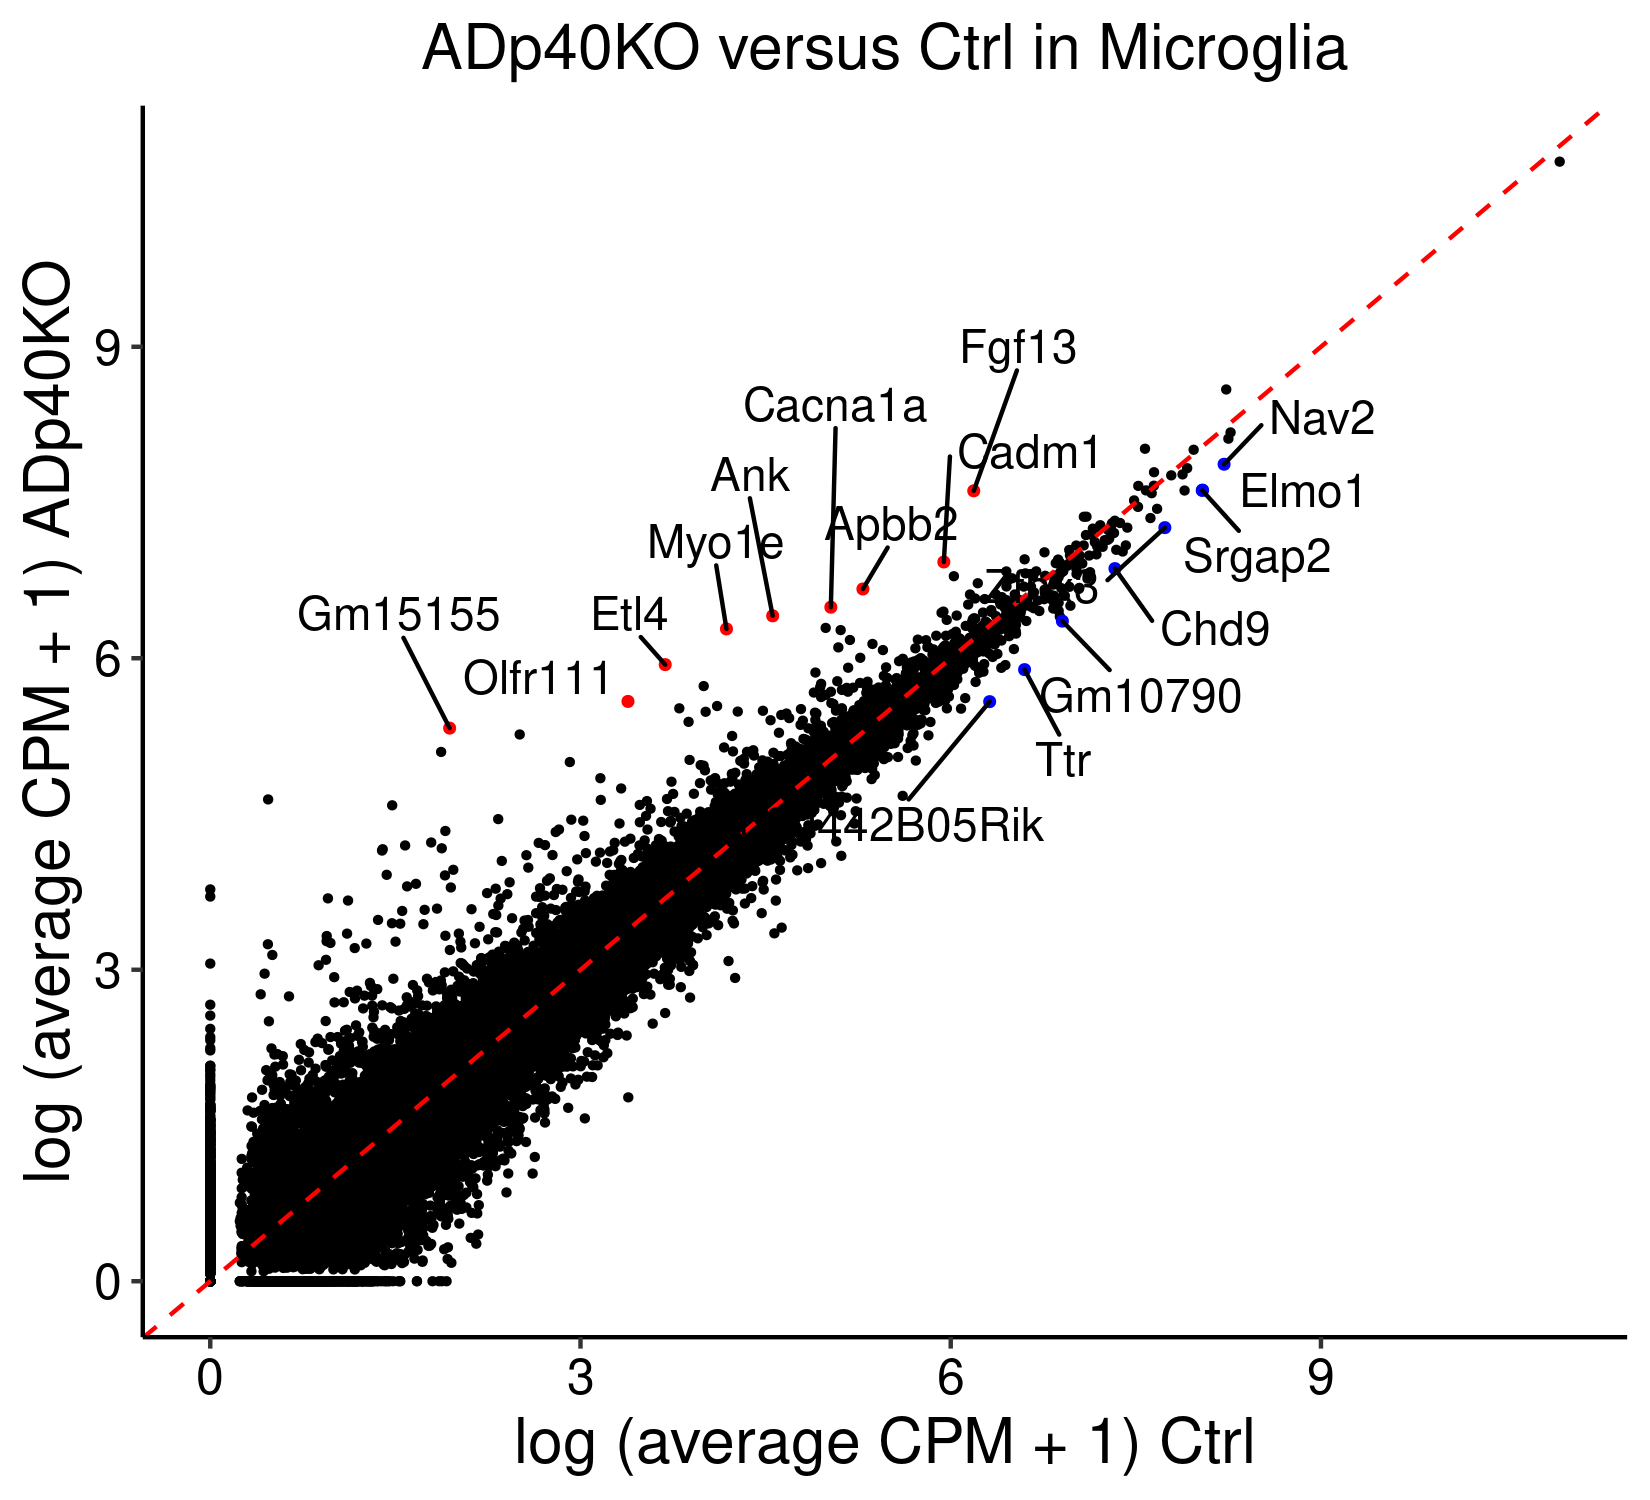 ADp40KO versus Ctrl in Microglia
log (average CPM + 1) ADp40KO
9
6
3
0
Fgf13
Cacna1a
Cadm1
Nav2
Ank
Elmo1
Apbb2
Myo1e
Srgap2
Gm15155
Etl4
Chd9
Olfr111
Gm10790
Ttr
442B05Rik
0
3
6
9
log (average CPM + 1) Ctrl